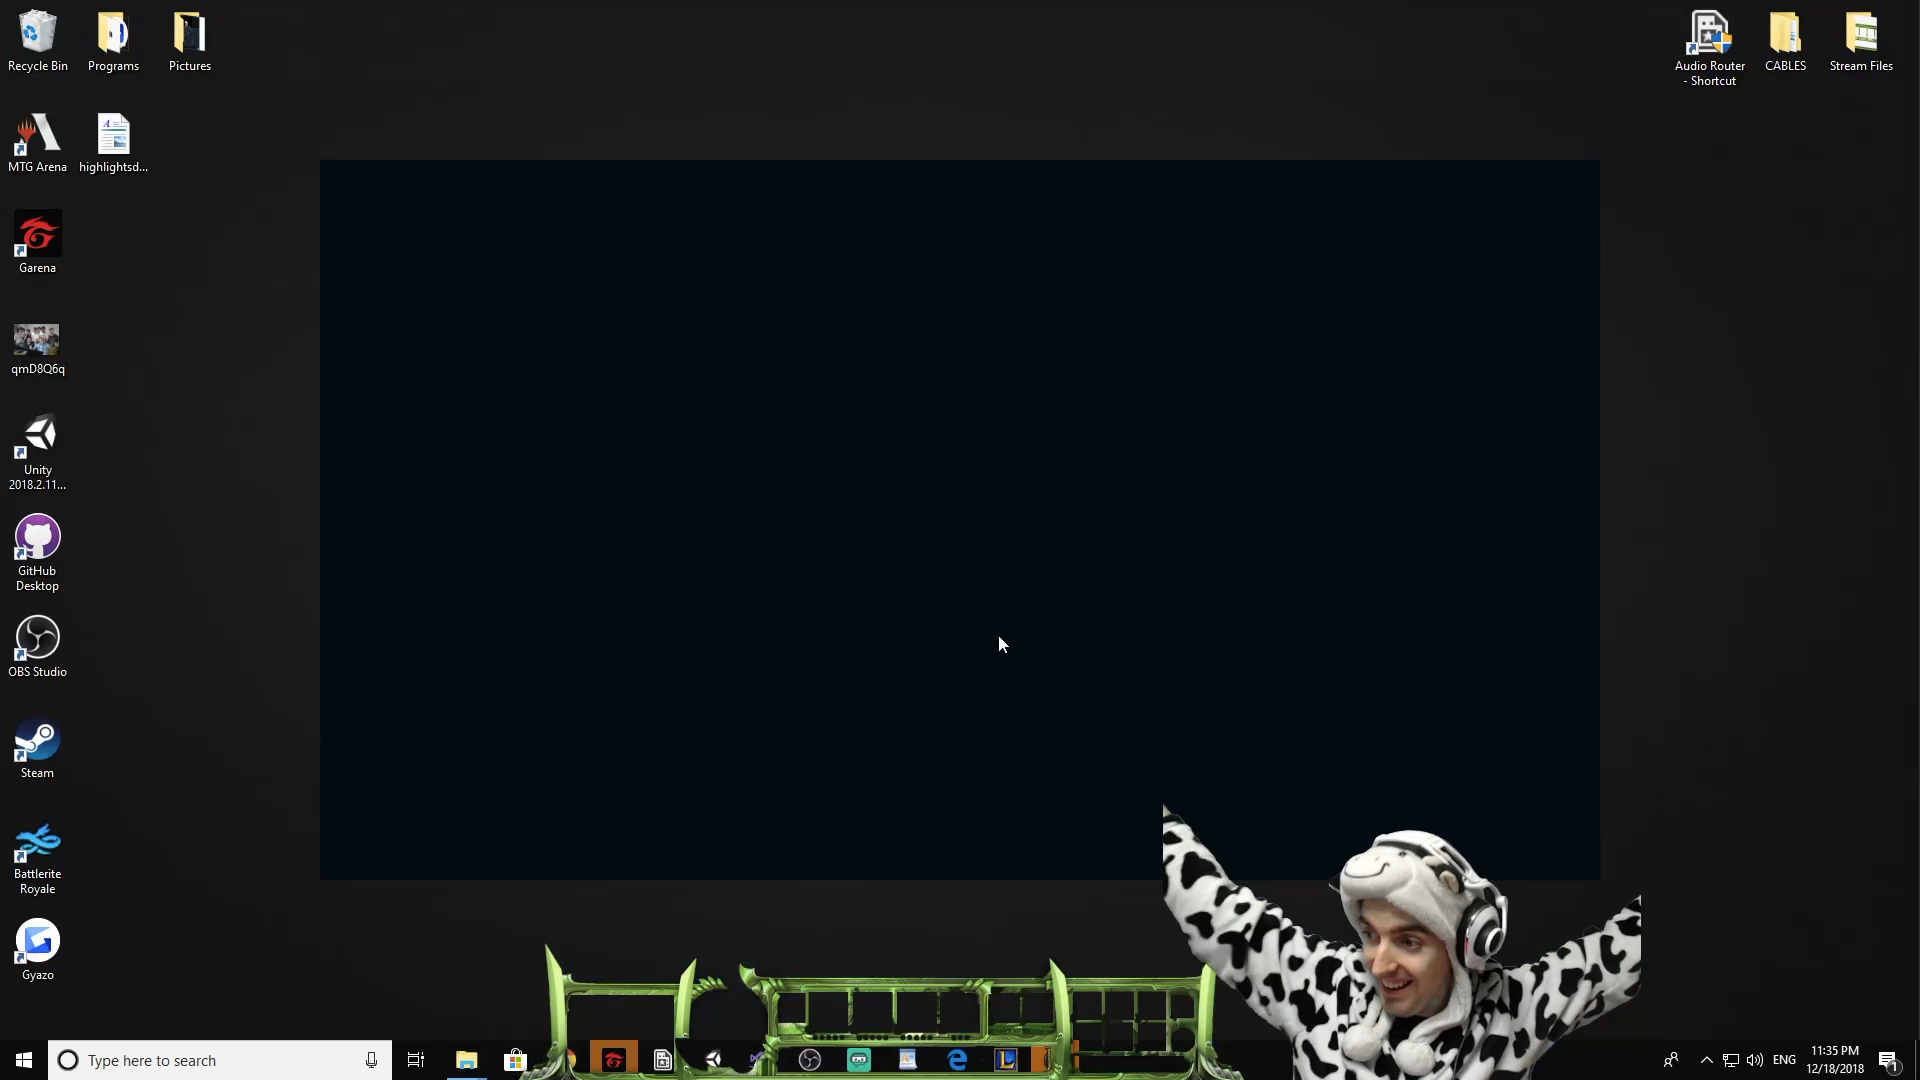 Recycle Bin
Programs
Pictures
Audio Router
- Shortcut
CABLES
Stream Files
MTG Arena
highlightsd...
Garena
qmD8Q6q
Unity
2018.2.11...
GitHub
Desktop
OBS Studio
Steam
Battlerite
Royale
Gyazo
Type here to search
ENG
11:35 PM
12/18/2018
1